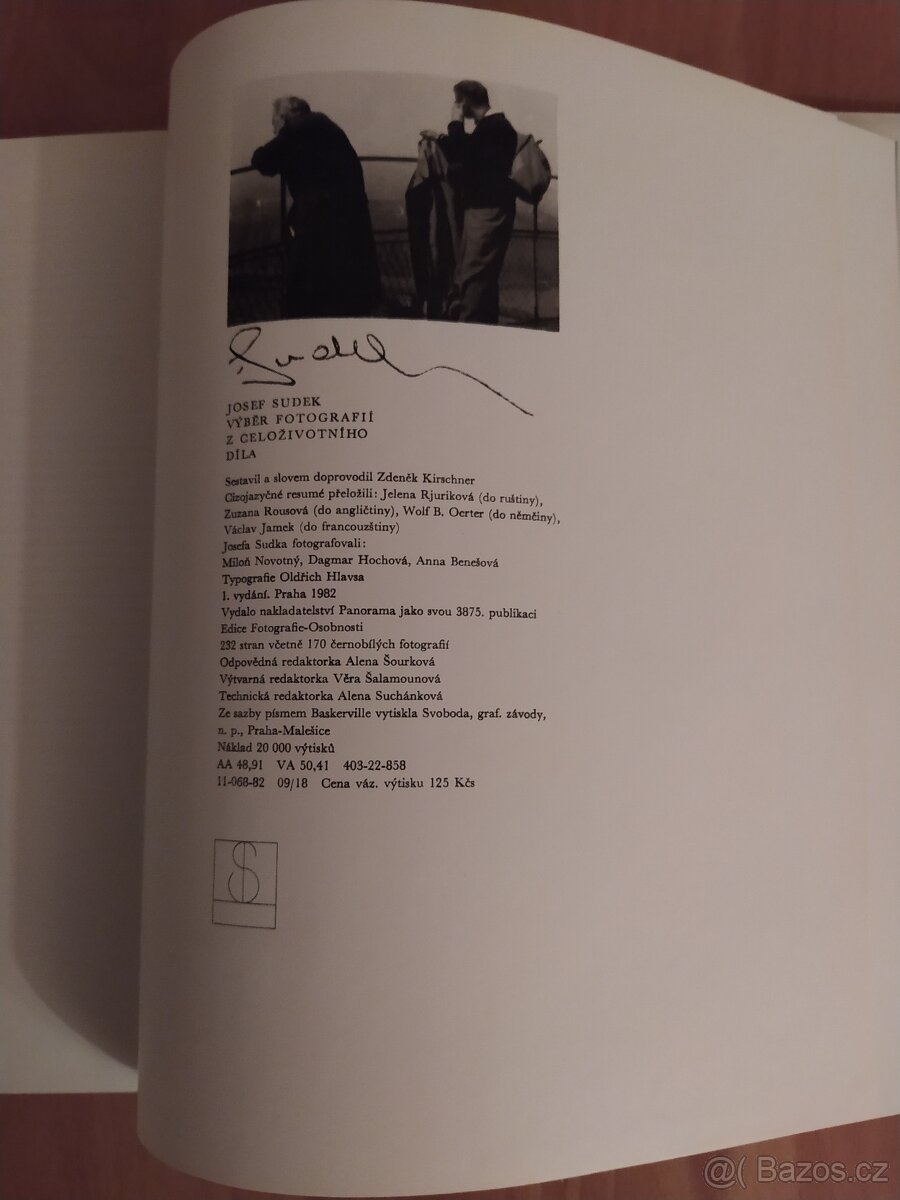 Sudek
JOSEF SUDEK
VÝBĚR FOTOGRAFIÍ
Z CELOŽIVOTNÍHO
DÍLA
Sestavil a slovem doprovodil Zdeněk Kirschner
Cizojazyčné resumé přeložili: Jelena Rjuriková (do ruštiny),
Zuzana Rousová (do angličtiny), Wolf B. Oerter (do němčiny),
Václav Jamek (do francouzštiny)
Josefa Sudka fotografovali:
Miloň Novotný, Dagmar Hochová, Anna Benešová
Typografie Oldřich Hlavsa
1. vydání. Praha 1982
Vydalo nakladatelství Panorama jako svou 3875. publikaci
Edice Fotografie-Osobnosti
232 stran včetně 170 černobílých fotografií
Odpovědná redaktorka Alena Šourková
Výtvarná redaktorka Věra Šalamounová
Technická redaktorka Alena Suchánková
Ze sazby písmem Baskerville vytiskla Svoboda, graf. závody,
n. p., Praha-Malešice
Náklad 20 000 výtisků
AA 48,91 VA 50,41 403-22-858
11-068-82 09/18 Cena váz. výtisku 125 Kčs
S
@( Bazos.cz